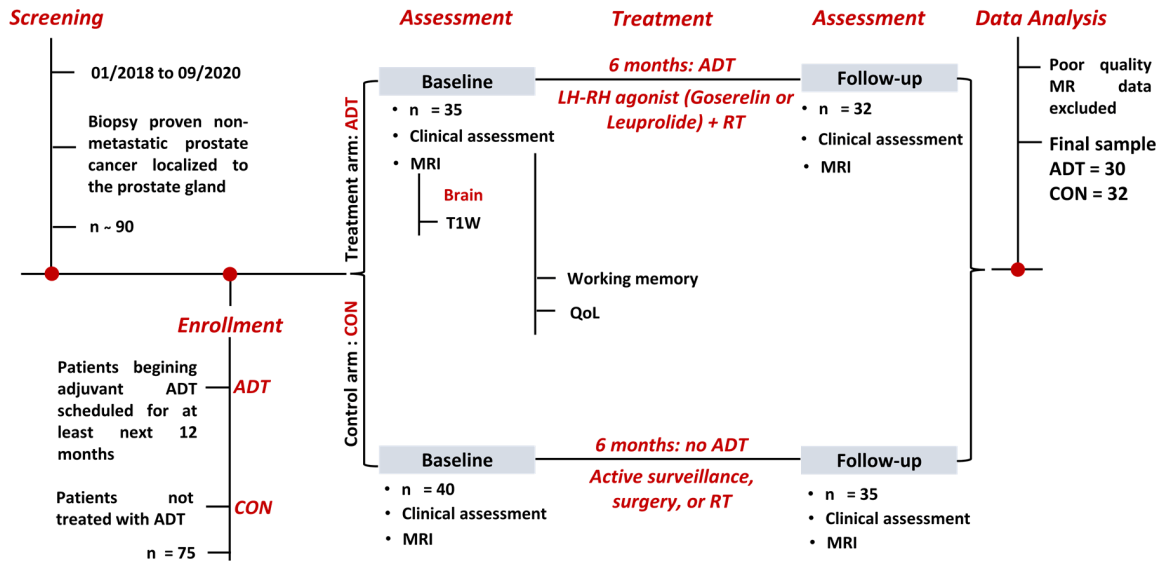 Screening
01/2018 to 09/2020
Biopsy proven non-
metastatic prostate
cancer localized to
the prostate gland
n ~ 90
Enrollment
Patients begining
adjuvant ADT
scheduled for at
least next 12
months
ADT
Patients not
treated with ADT
CON
n = 75
Treatment arm: ADT
Control arm : CON
Assessment
Baseline
• n = 35
• Clinical assessment
• MRI
Brain
T1W
Working memory
QoL
Baseline
• n = 40
• Clinical assessment
• MRI
Treatment
6 months: ADT
LH-RH agonist (Goserelin or
Leuprolide) + RT
6 months: no ADT
Active surveillance,
surgery, or RT
Assessment
Follow-up
• n = 32
• Clinical assessment
• MRI
Follow-up
• n = 35
• Clinical assessment
• MRI
Data Analysis
Poor quality
MR data
excluded
Final sample
ADT = 30
CON = 32